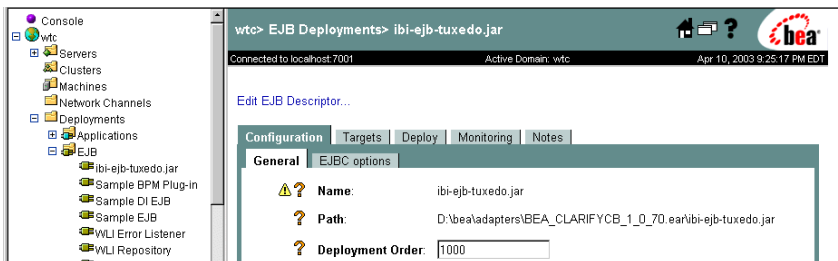 Console
wtc
Servers
Clusters
Machines
Network Channels
Deployments
Applications
EJB
ibi-ejb-tuxedo.jar
Sample BPM Plug-in
Sample DI EJB
Sample EJB
WLI Error Listener
WLI Repository
wtc> EJB Deployments> ibi-ejb-tuxedo.jar
? bea
Connected to localhost:7001 Active Domain: wtc Apr 10, 2003 9:25:17 PM EDT
Edit EJB Descriptor...
Configuration Targets Deploy Monitoring Notes
General EJBC options
? Name: ibi-ejb-tuxedo.jar
? Path: D:\bea\adapters\BEA_CLARIFYCB_1_0_70.ear\ibi-ejb-tuxedo.jar
? Deployment Order: 1000